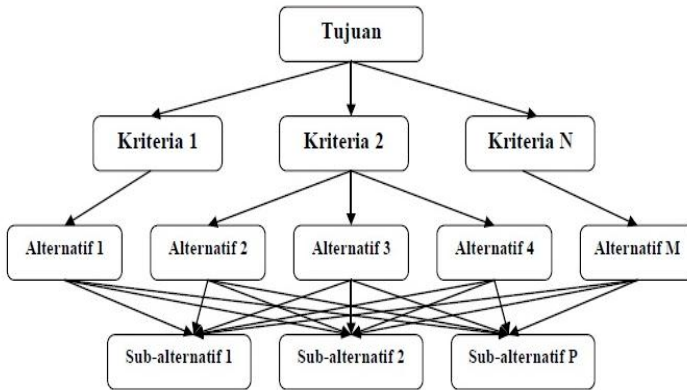 Tujuan
Kriteria 1
Kriteria 2
Kriteria N
Alternatif 1
Alternatif 2
Alternatif 3
Alternatif 4
Alternatif M
Sub-alternatif 1
Sub-alternatif 2
Sub-alternatif P